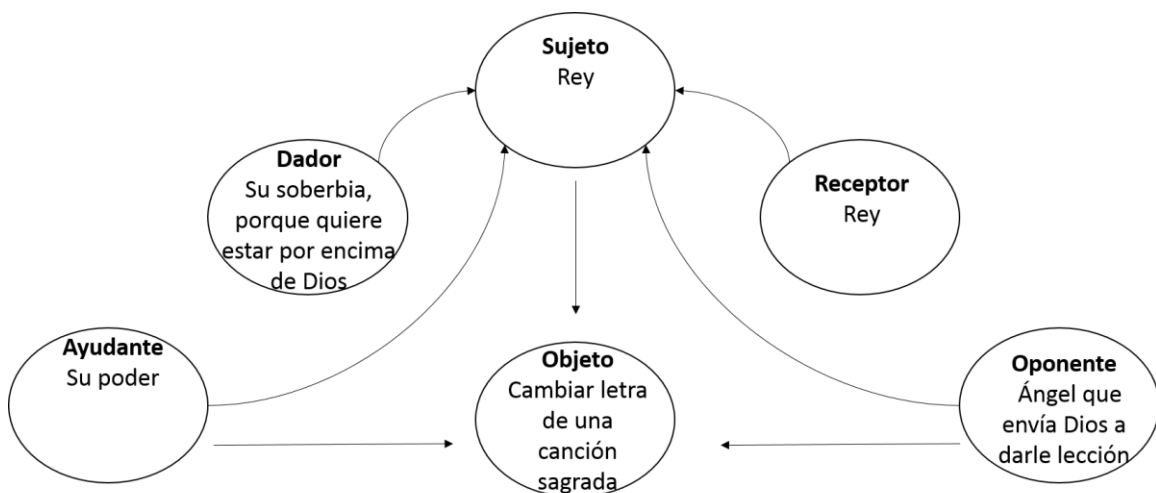 Sujeto
Rey
Dador
Su soberbia,
porque quiere
estar por encima
de Dios
Receptor
Rey
Ayudante
Su poder
Objeto
Cambiar letra
de una
canción
sagrada
Oponente
Ángel que
envía Dios a
darle lección